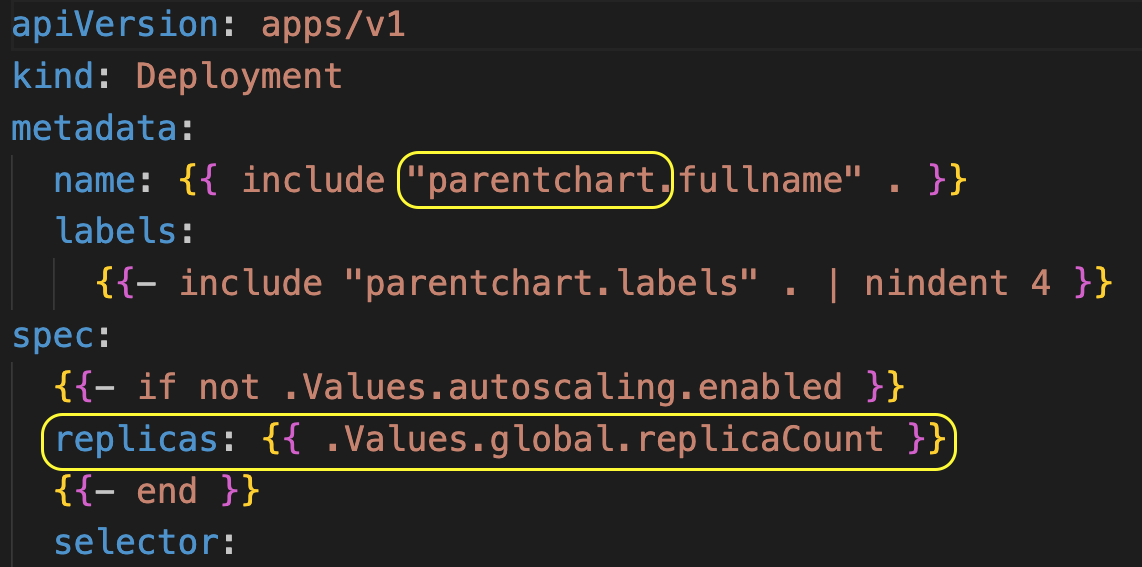 apiVersion: apps/v1
kind: Deployment
metadata:
  name: {{ include "parentchart.fullname" . }}
  labels:
    {{- include "parentchart.labels" . | nindent 4 }}
spec:
  {{- if not .Values.autoscaling.enabled }}
  replicas: {{ .Values.global.replicaCount }}
  {{- end }}
  selector: